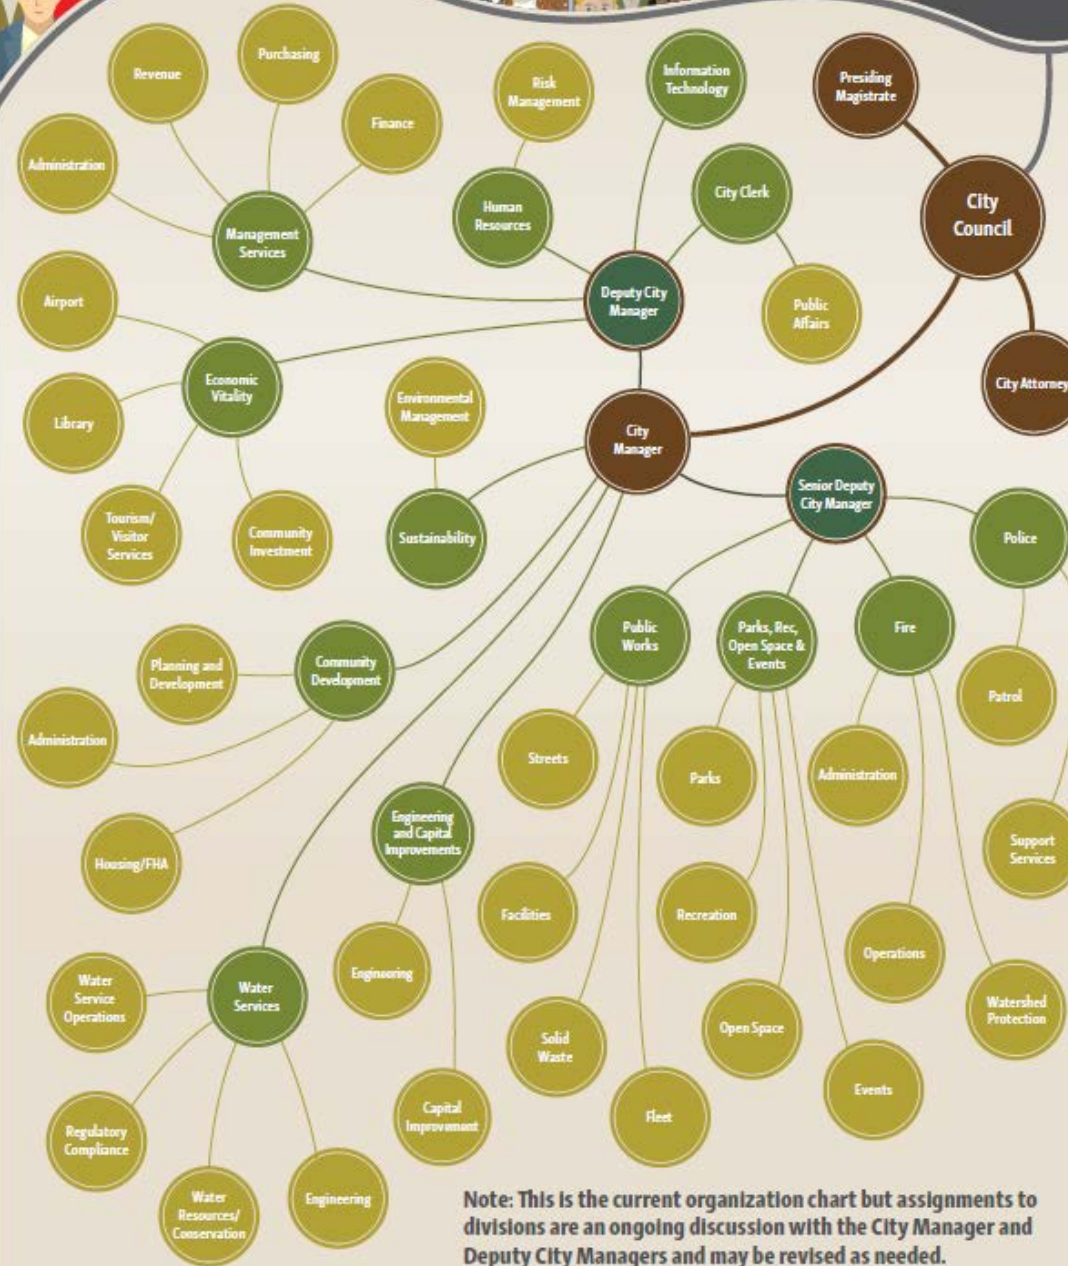 Purchasing
Revenue
Information
Technology
Presiding
Magistrate
Risk
Management
Finance
Administration
City Clerk
Human
Resources
City
Council
Management
Services
Airport
Deputy City
Manager
Public
Affairs
Economic
Vitality
City Attorney
Library
Environmental
Management
City
Manager
Senior Deputy
City Manager
Tourism/
Visitor
Services
Community
Investment
Sustainability
Police
Public
Works
Parks, Rec,
Open Space &
Events
Fire
Planning and
Development
Community
Development
Patrol
Administration
Streets
Parks
Administration
Engineering
and Capital
Improvements
Support
Services
Housing/FHA
Facilities
Recreation
Operations
Engineering
Water
Service
Operations
Water
Services
Watershed
Protection
Open Space
Solid
Waste
Events
Capital
Improvement
Fleet
Regulatory
Compliance
Water
Resources/
Conservation
Engineering
Note: This is the current organization chart but assignments to
divisions are an ongoing discussion with the City Manager and
Deputy City Managers and may be revised as needed.